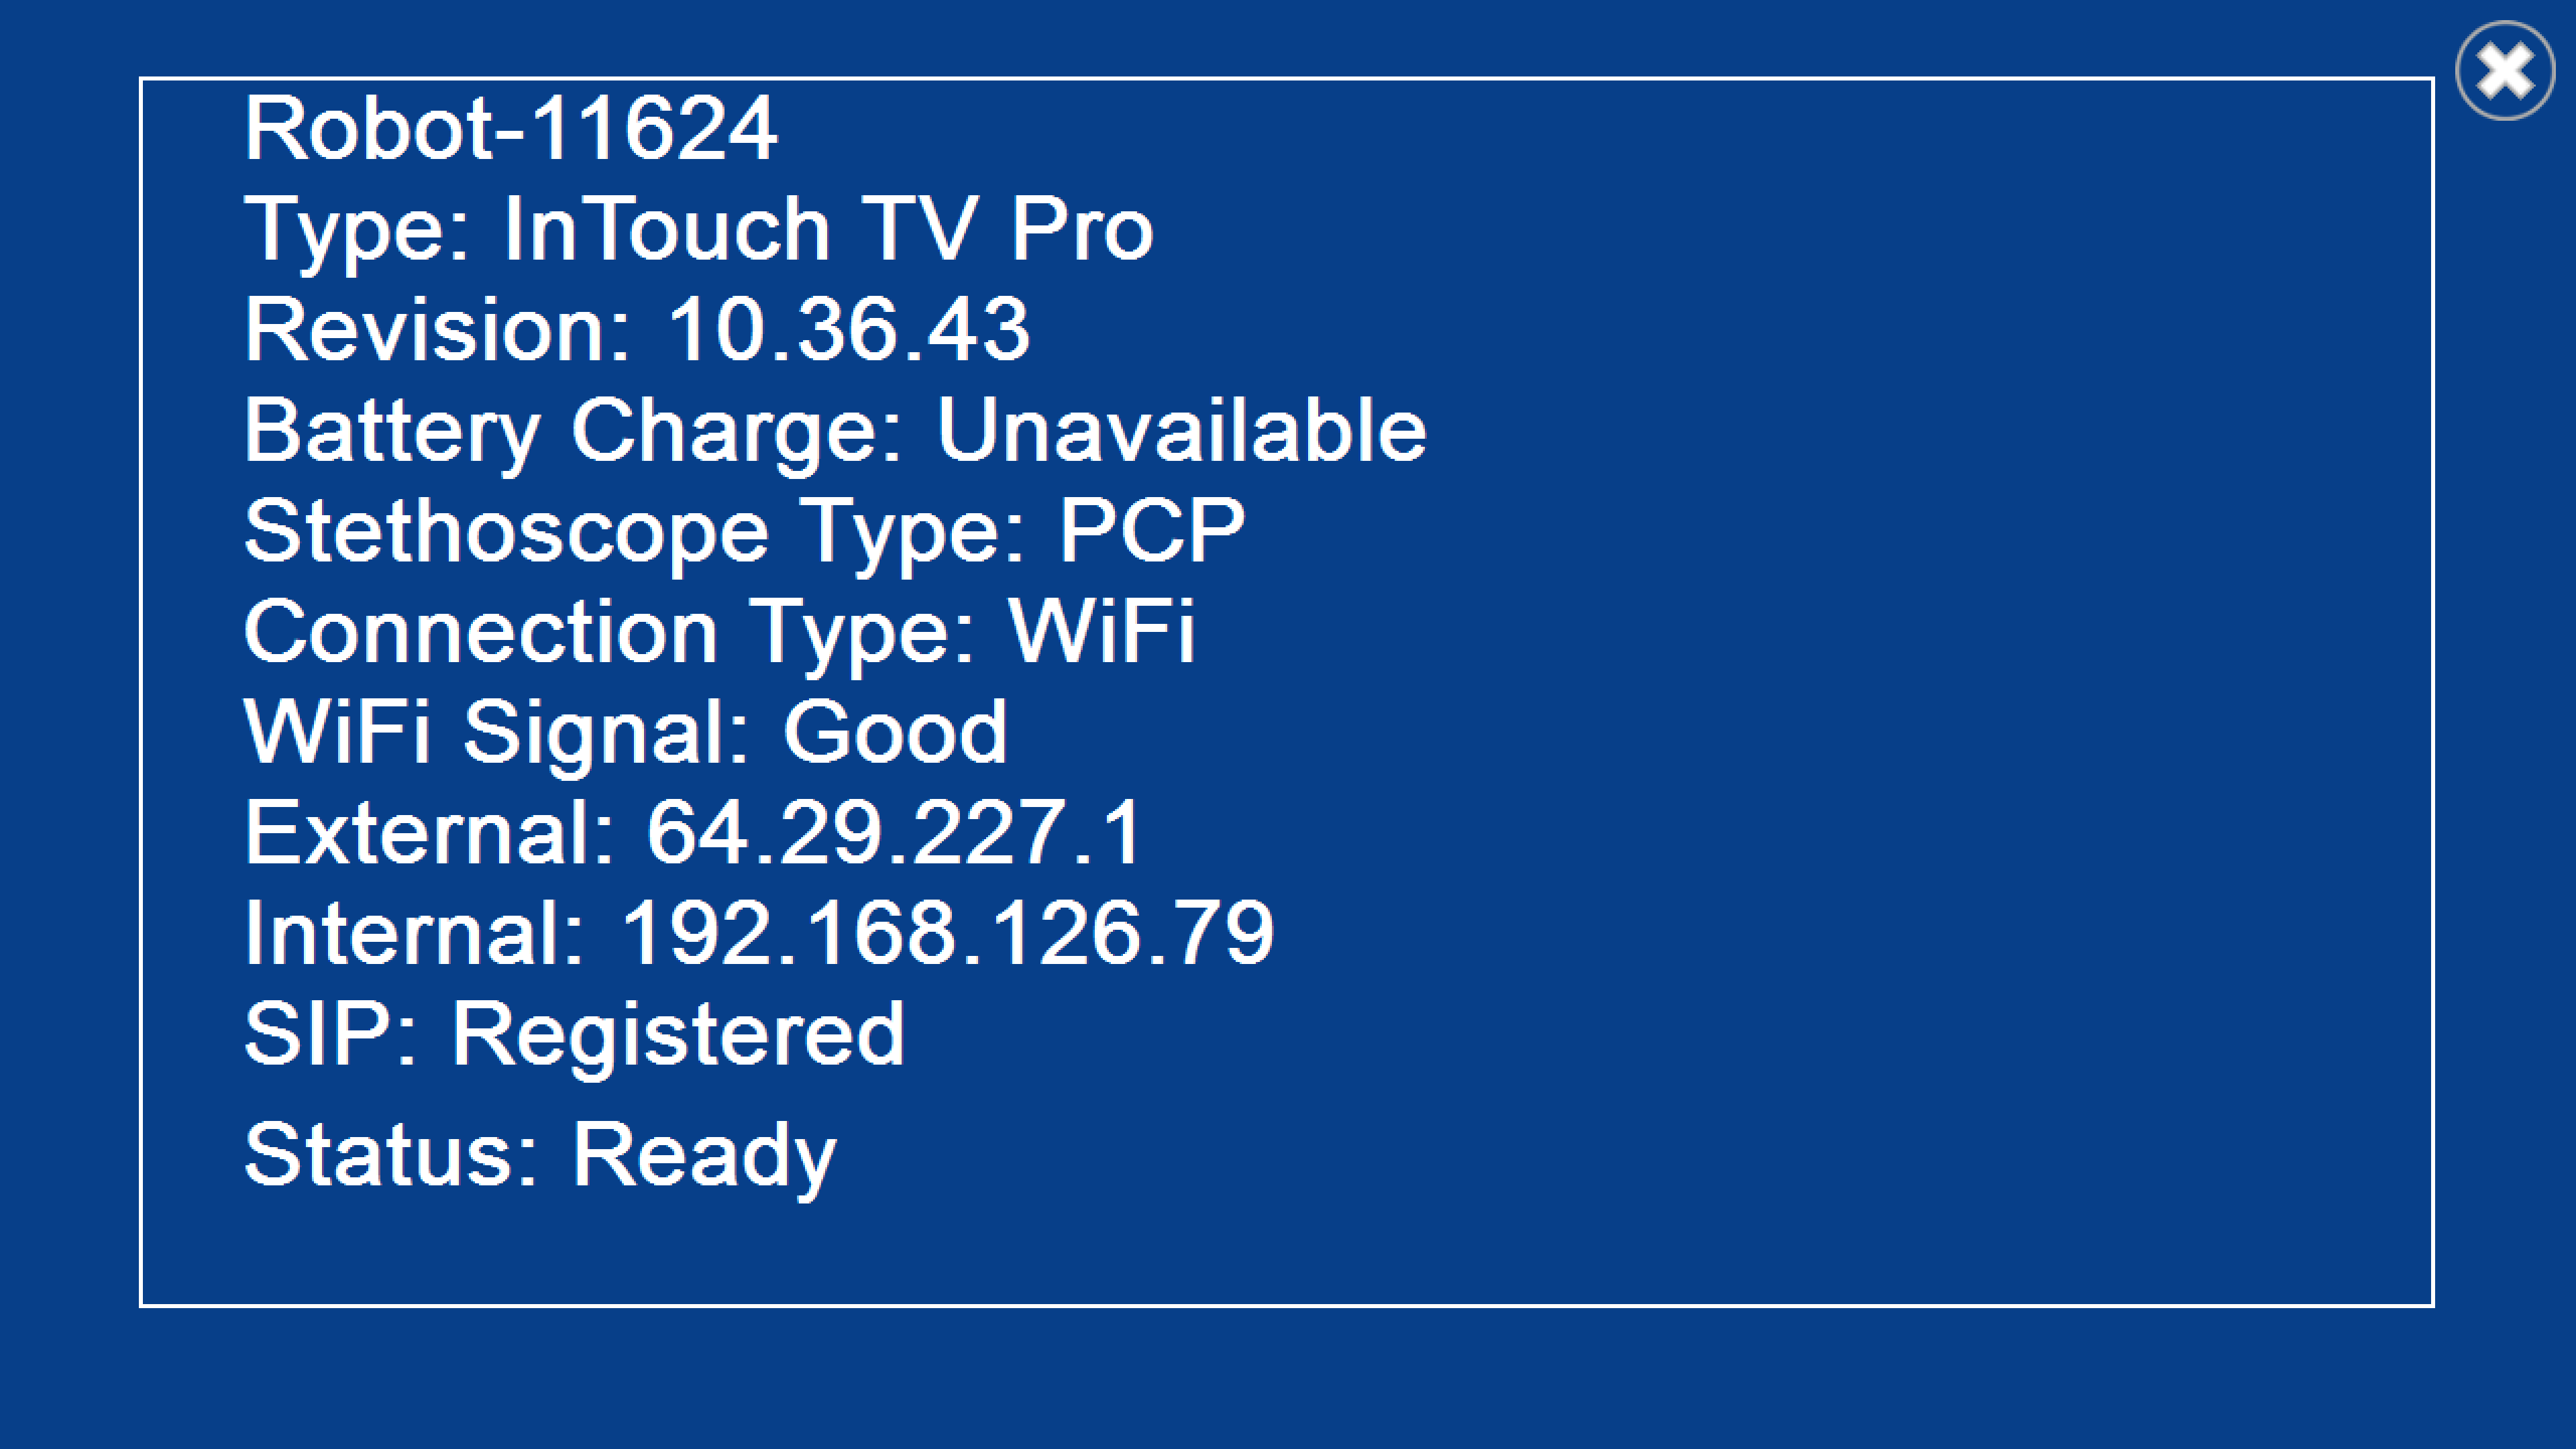 Robot-11624
Type: InTouch TV Pro
Revision: 10.36.43
Battery Charge: Unavailable
Stethoscope Type: PCP
Connection Type: WiFi
WiFi Signal: Good
External: 64.29.227.1
Internal: 192.168.126.79
SIP: Registered
Status: Ready